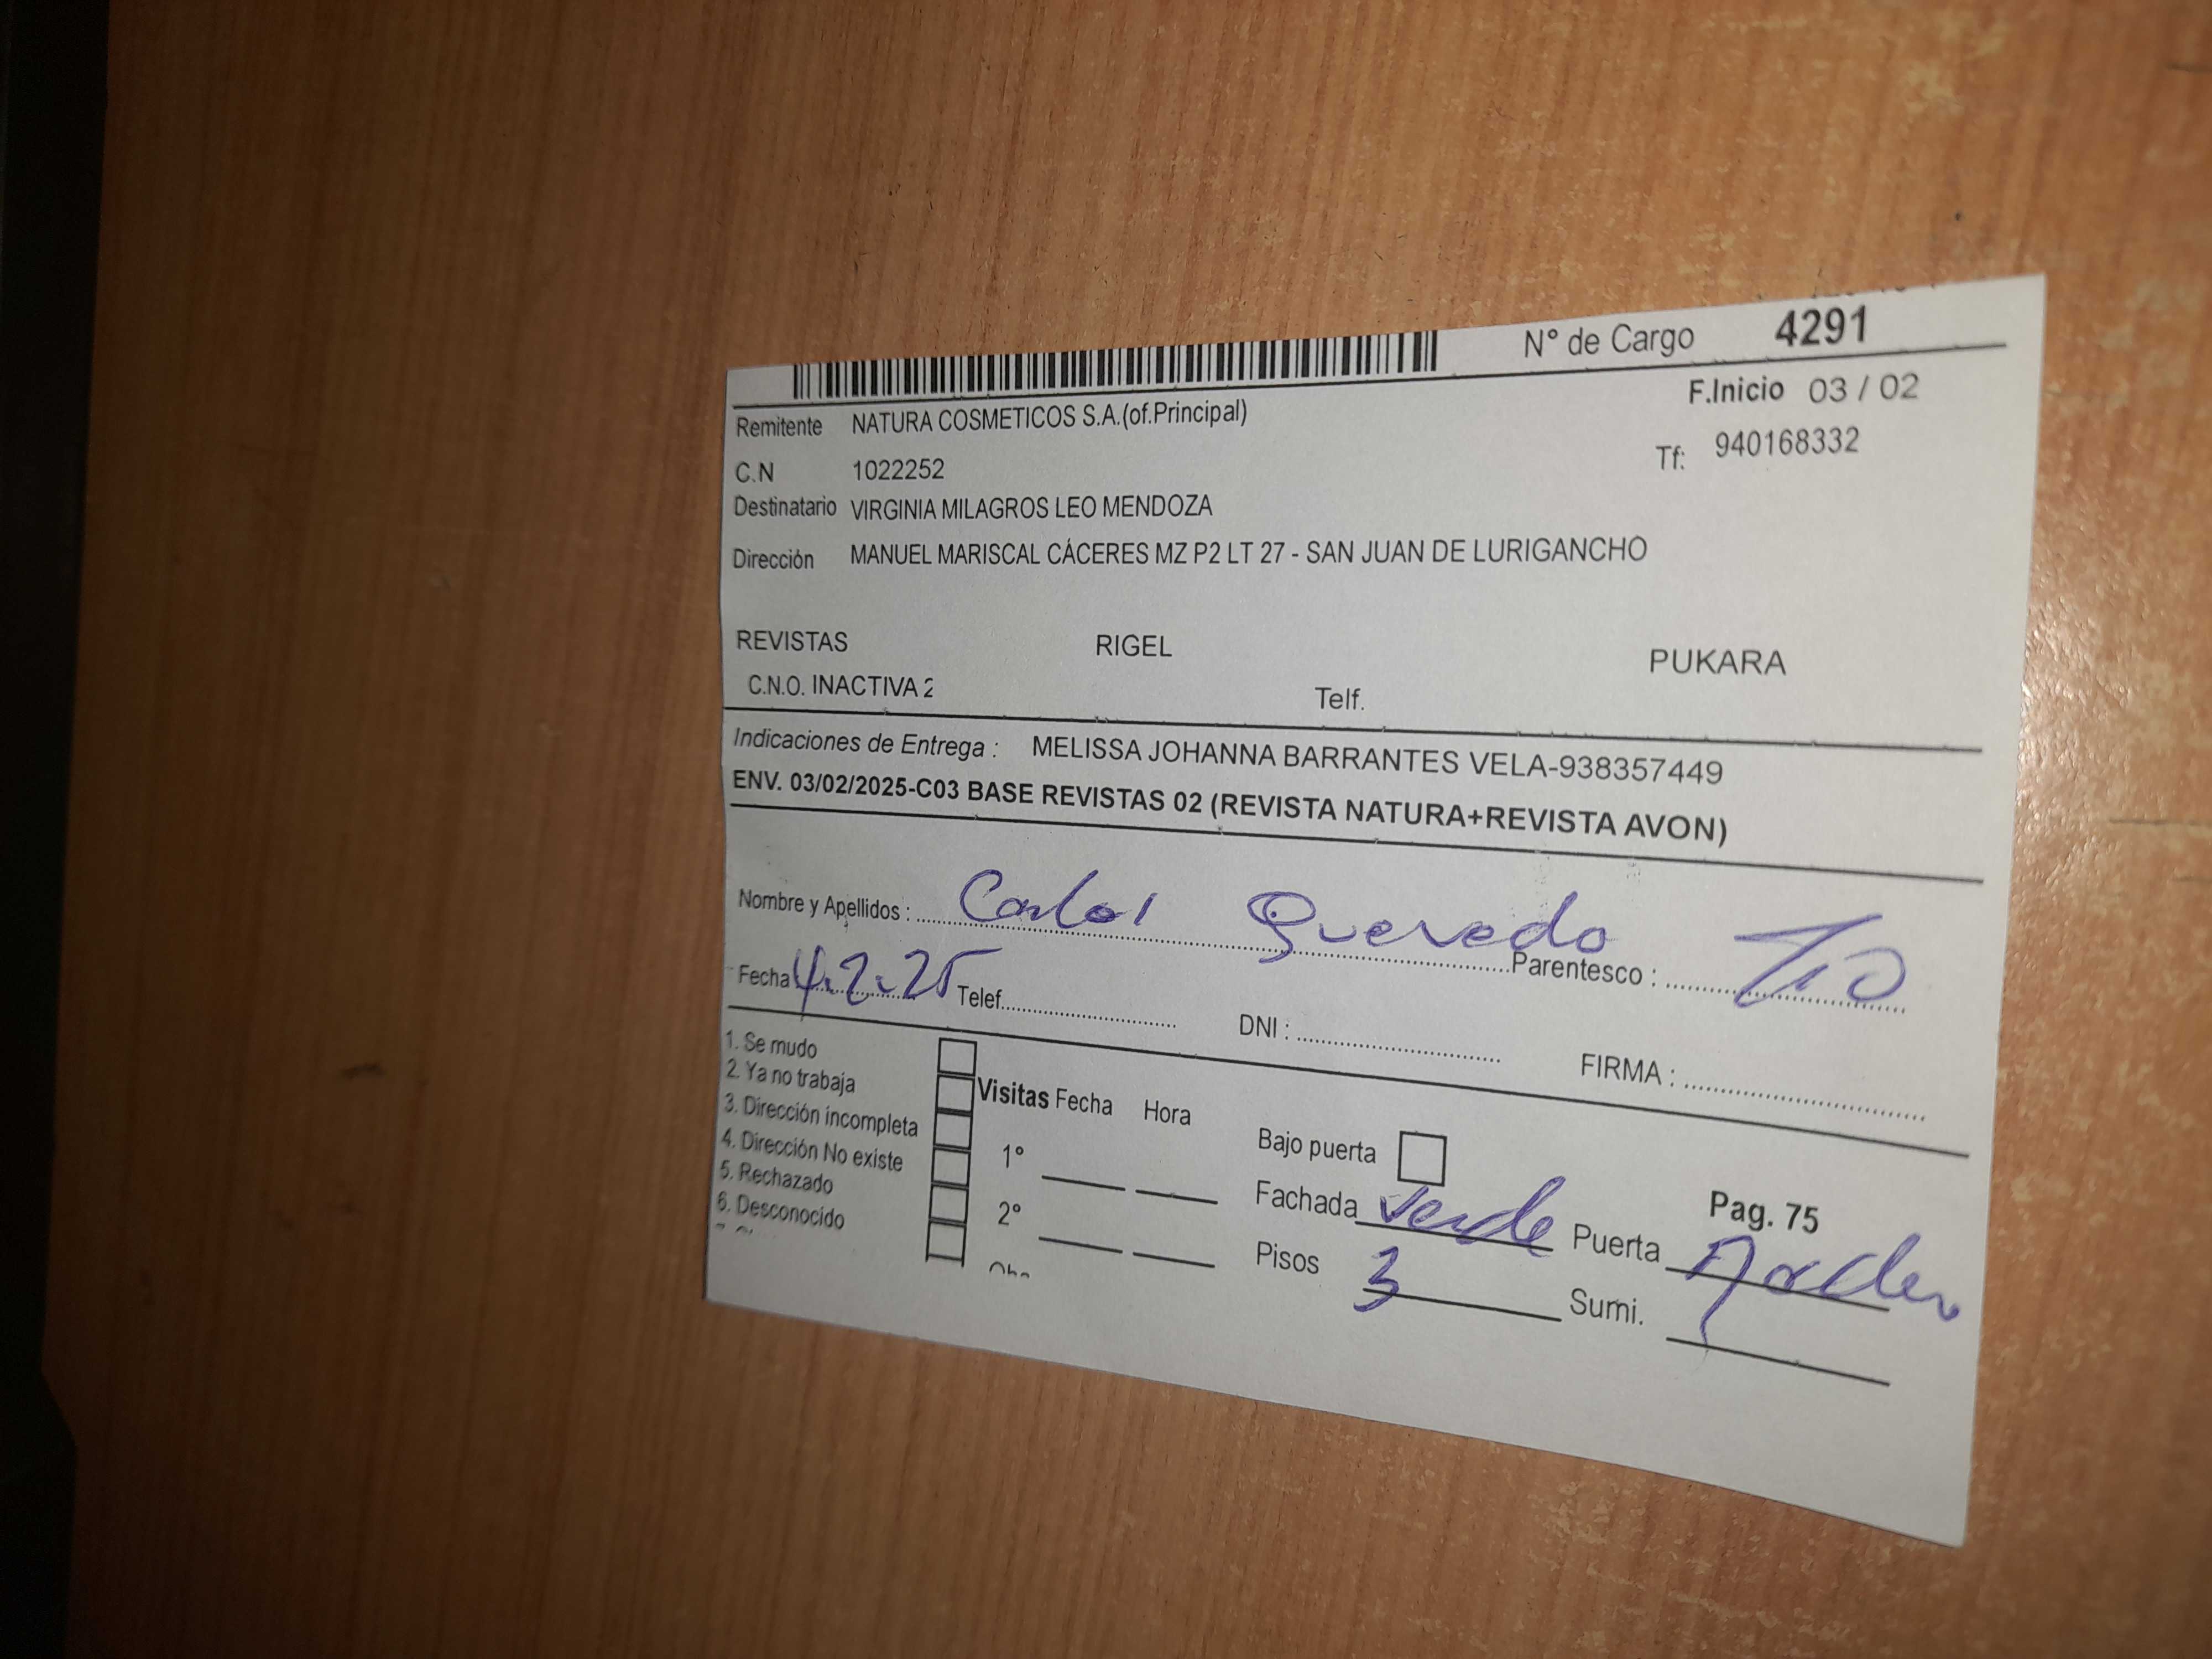 N° de Cargo 4291
F.Inicio 03 / 02
Remitente NATURA COSMETICOS S.A.(of.Principal)
Tf: 940168332
C.N 1022252
Destinatario VIRGINIA MILAGROS LEO MENDOZA
Dirección MANUEL MARISCAL CÁCERES MZ P2 LT 27 - SAN JUAN DE LURIGANCHO
REVISTAS RIGEL PUKARA
C.N.O. INACTIVA 2 Telf.
Indicaciones de Entrega : MELISSA JOHANNA BARRANTES VELA-938357449
ENV. 03/02/2025-C03 BASE REVISTAS 02 (REVISTA NATURA+REVISTA AVON)
Nombre y Apellidos : Carlos Quevedo Parentesco : Tio
Fecha 4.2.25 Telef. DNI : FIRMA :
1. Se mudo
2. Ya no trabaja
3. Dirección incompleta
4. Dirección No existe
5. Rechazado
6. Desconocido
Visitas Fecha Hora
1°
2°
Bajo puerta
Fachada Verde Puerta
Pisos 3 Sumi.
Pag. 75